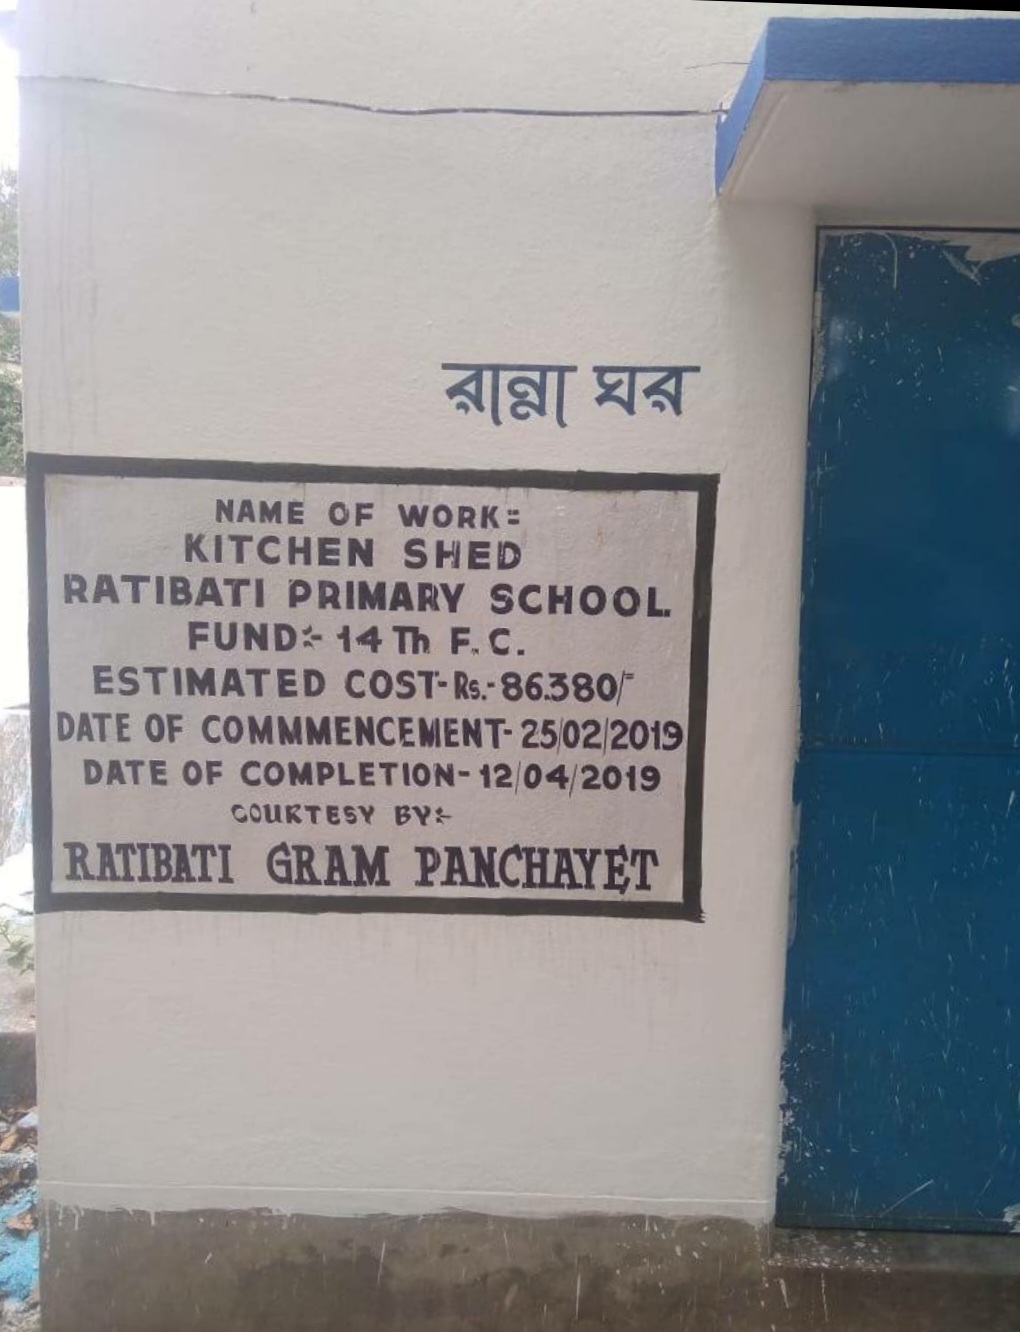 রান্না ঘর
NAME OF WORK=
KITCHEN SHED
RATIBATI PRIMARY SCHOOL.
FUND:- 14 Th F.C.
ESTIMATED COST- Rs.- 86.380/=
DATE OF COMMMENCEMENT- 25/02/2019
DATE OF COMPLETION- 12/04/2019
COURTESY BY:-
RATIBATI GRAM PANCHAYET